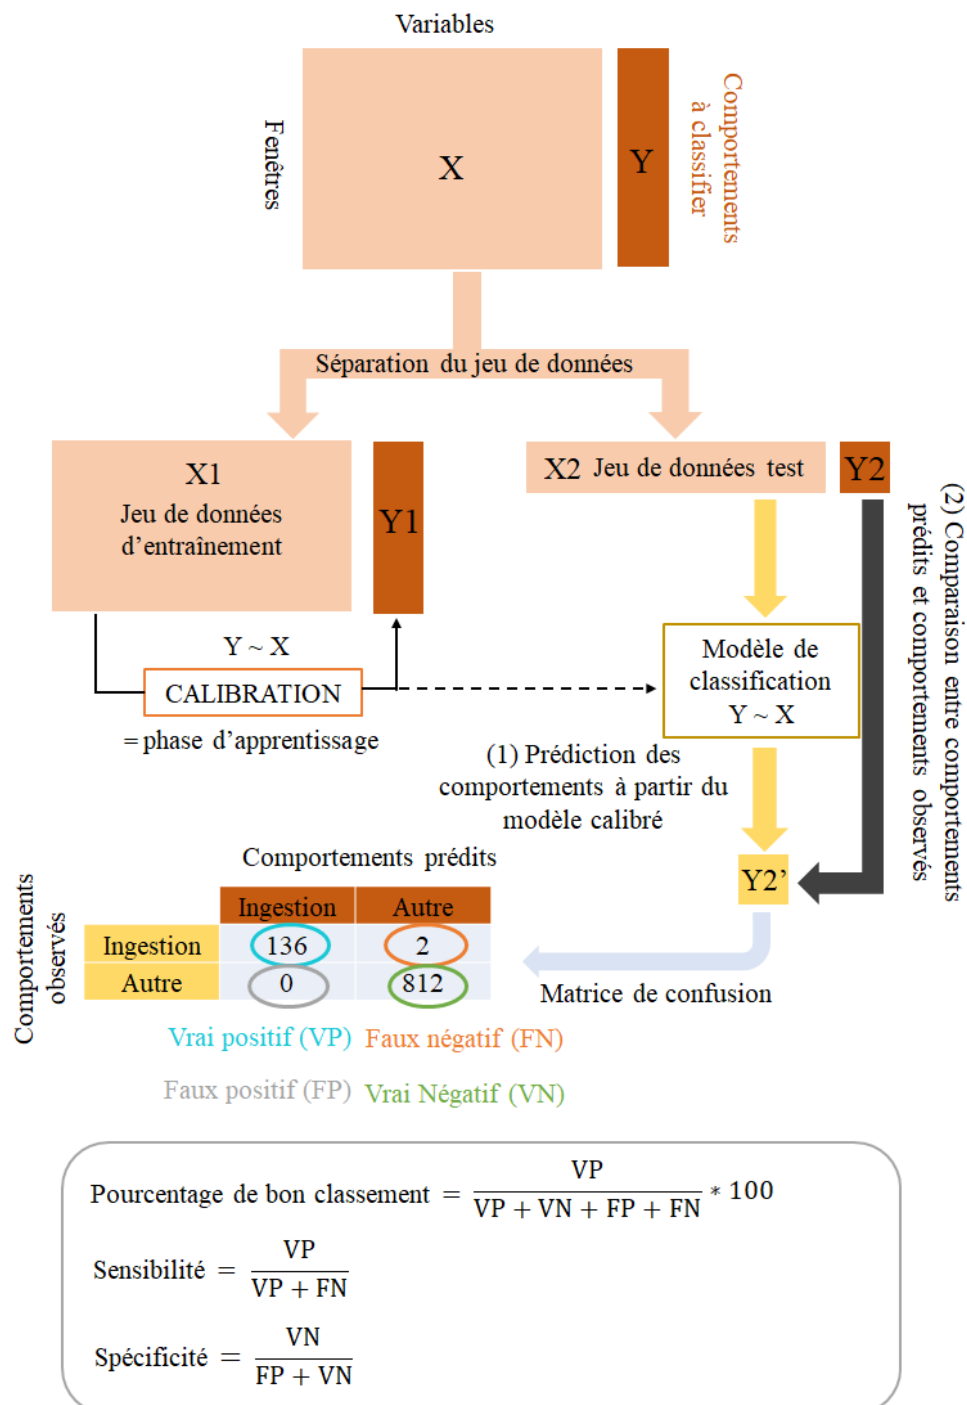 Variables
Fenêtres
X
Y
Comportements
à classifier
Séparation du jeu de données
X1
Jeu de données
d’entraînement
Y1
X2 Jeu de données test
Y2
Y ~ X
CALIBRATION
= phase d’apprentissage
Modèle de
classification
Y ~ X
(1) Prédiction des
comportements à partir du
modèle calibré
(2) Comparaison entre comportements
prédits et comportements observés
Y2’
Matrice de confusion
Comportements prédits
Comportements
observés
Ingestion Autre
Ingestion 136 2
Autre 0 812
Vrai positif (VP) Faux négatif (FN)
Faux positif (FP) Vrai Négatif (VN)
Pourcentage de bon classement = VP / VP + VN + FP + FN * 100
Sensibilité = VP / VP + FN
Spécificité = VN / FP + VN